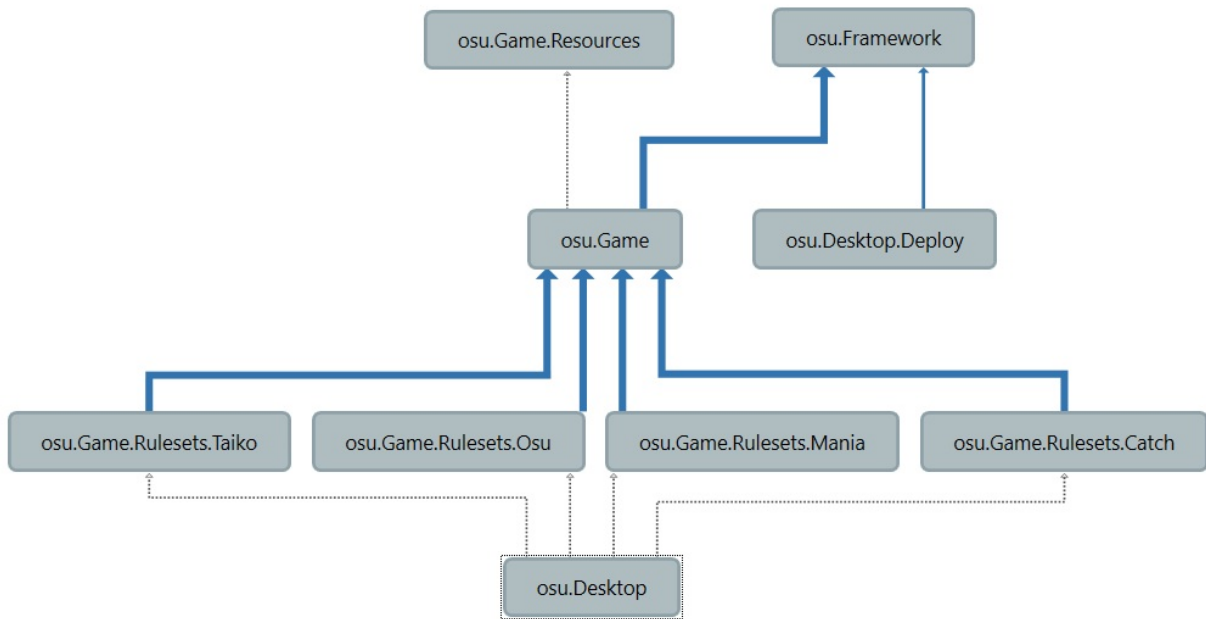 osu.Game.Resources
osu.Framework
osu.Game
osu.Desktop.Deploy
osu.Game.Rulesets.Taiko
osu.Game.Rulesets.Osu
osu.Game.Rulesets.Mania
osu.Game.Rulesets.Catch
osu.Desktop